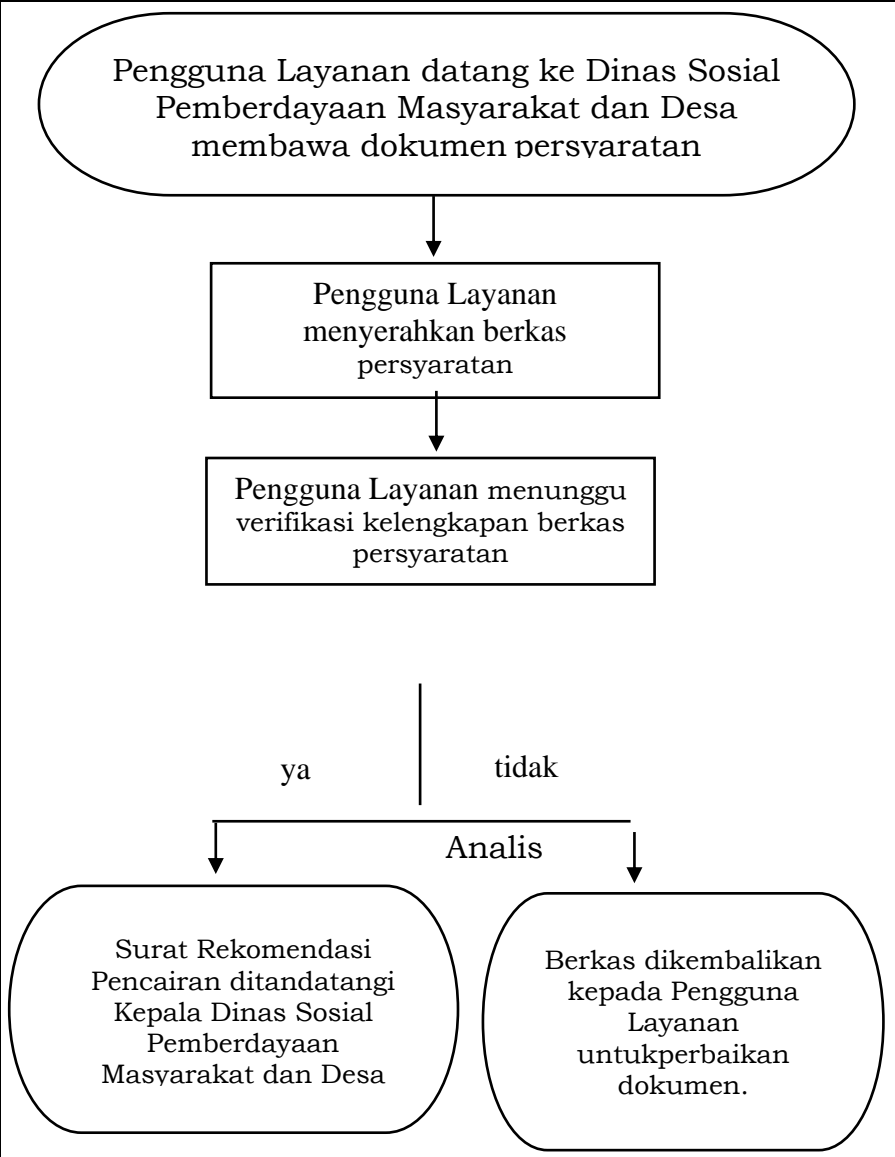 Pengguna Layanan datang ke Dinas Sosial
Pemberdayaan Masyarakat dan Desa
membawa dokumen persyaratan
Pengguna Layanan
menyerahkan berkas
persyaratan
Pengguna Layanan menunggu
verifikasi kelengkapan berkas
persyaratan
ya
tidak
Analis
Surat Rekomendasi
Pencairan ditandatangi
Kepala Dinas Sosial
Pemberdayaan
Masyarakat dan Desa
Berkas dikembalikan
kepada Pengguna
Layanan
untukperbaikan
dokumen.